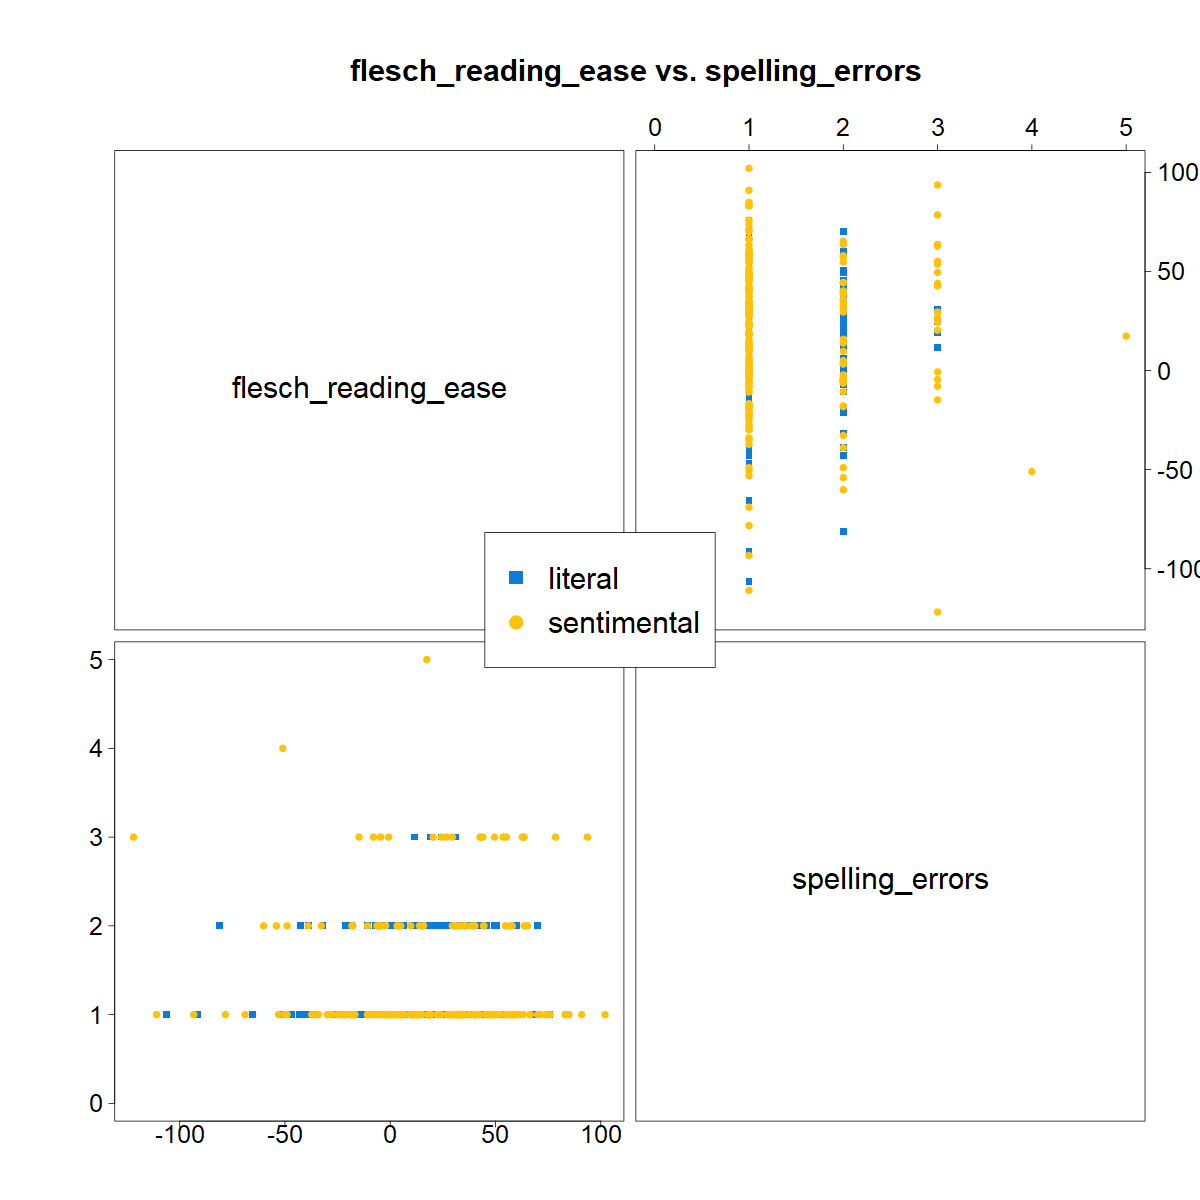 flesch_reading_ease vs. spelling_errors
0 1 2 3 4 5
100
50
0
-50
-100
flesch_reading_ease
literal
sentimental
5
4
3
2
1
0
spelling_errors
-100 -50 0 50 100